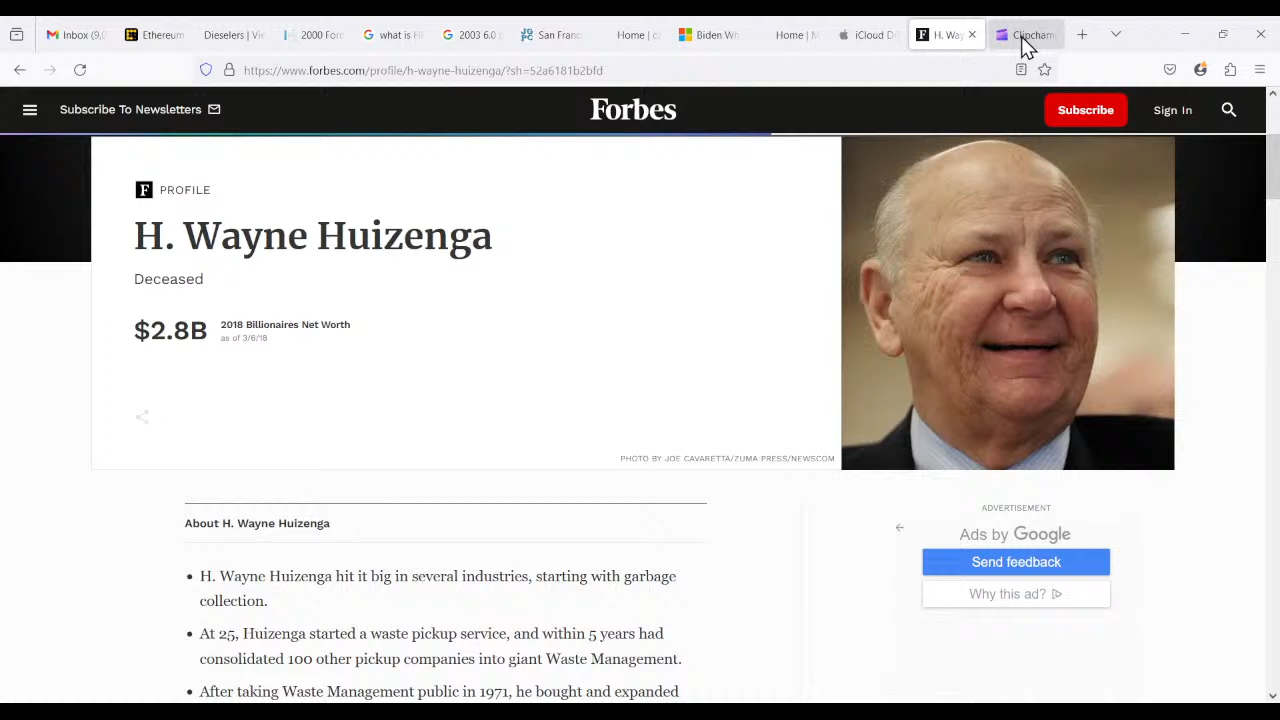 Inbox (9,
Ethereum
Dieselers | Vie
2000 Ford
what is
2003 6.0
San Franc
Home |
Biden Wi
Home | M
iCloud D
H. Way
Clipcham
https://www.forbes.com/profile/h-wayne-huizenga/?sh=52a6181b2bfd
Subscribe To Newsletters
Forbes
Subscribe
Sign In
F PROFILE
H. Wayne Huizenga
Deceased
$2.8B
2018 Billionaires Net Worth
as of 3/6/18
PHOTO BY JOE CAVARETTA/ZUMA PRESS/NEWSCOM
About H. Wayne Huizenga
• H. Wayne Huizenga hit it big in several industries, starting with garbage
collection.
• At 25, Huizenga started a waste pickup service, and within 5 years had
consolidated 100 other pickup companies into giant Waste Management.
• After taking Waste Management public in 1971, he bought and expanded
ADVERTISEMENT
Ads by Google
Send feedback
Why this ad?